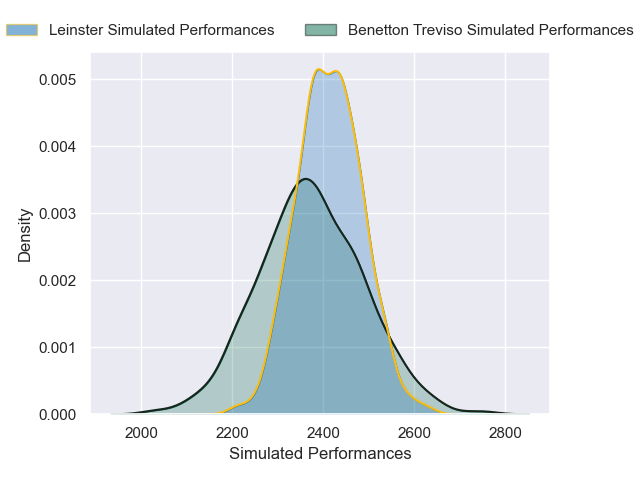 Leinster Simulated Performances
Benetton Treviso Simulated Performances
0.005
0.004
0.003
0.002
0.001
0.000
Density
2000 2200 2400 2600 2800
Simulated Performances